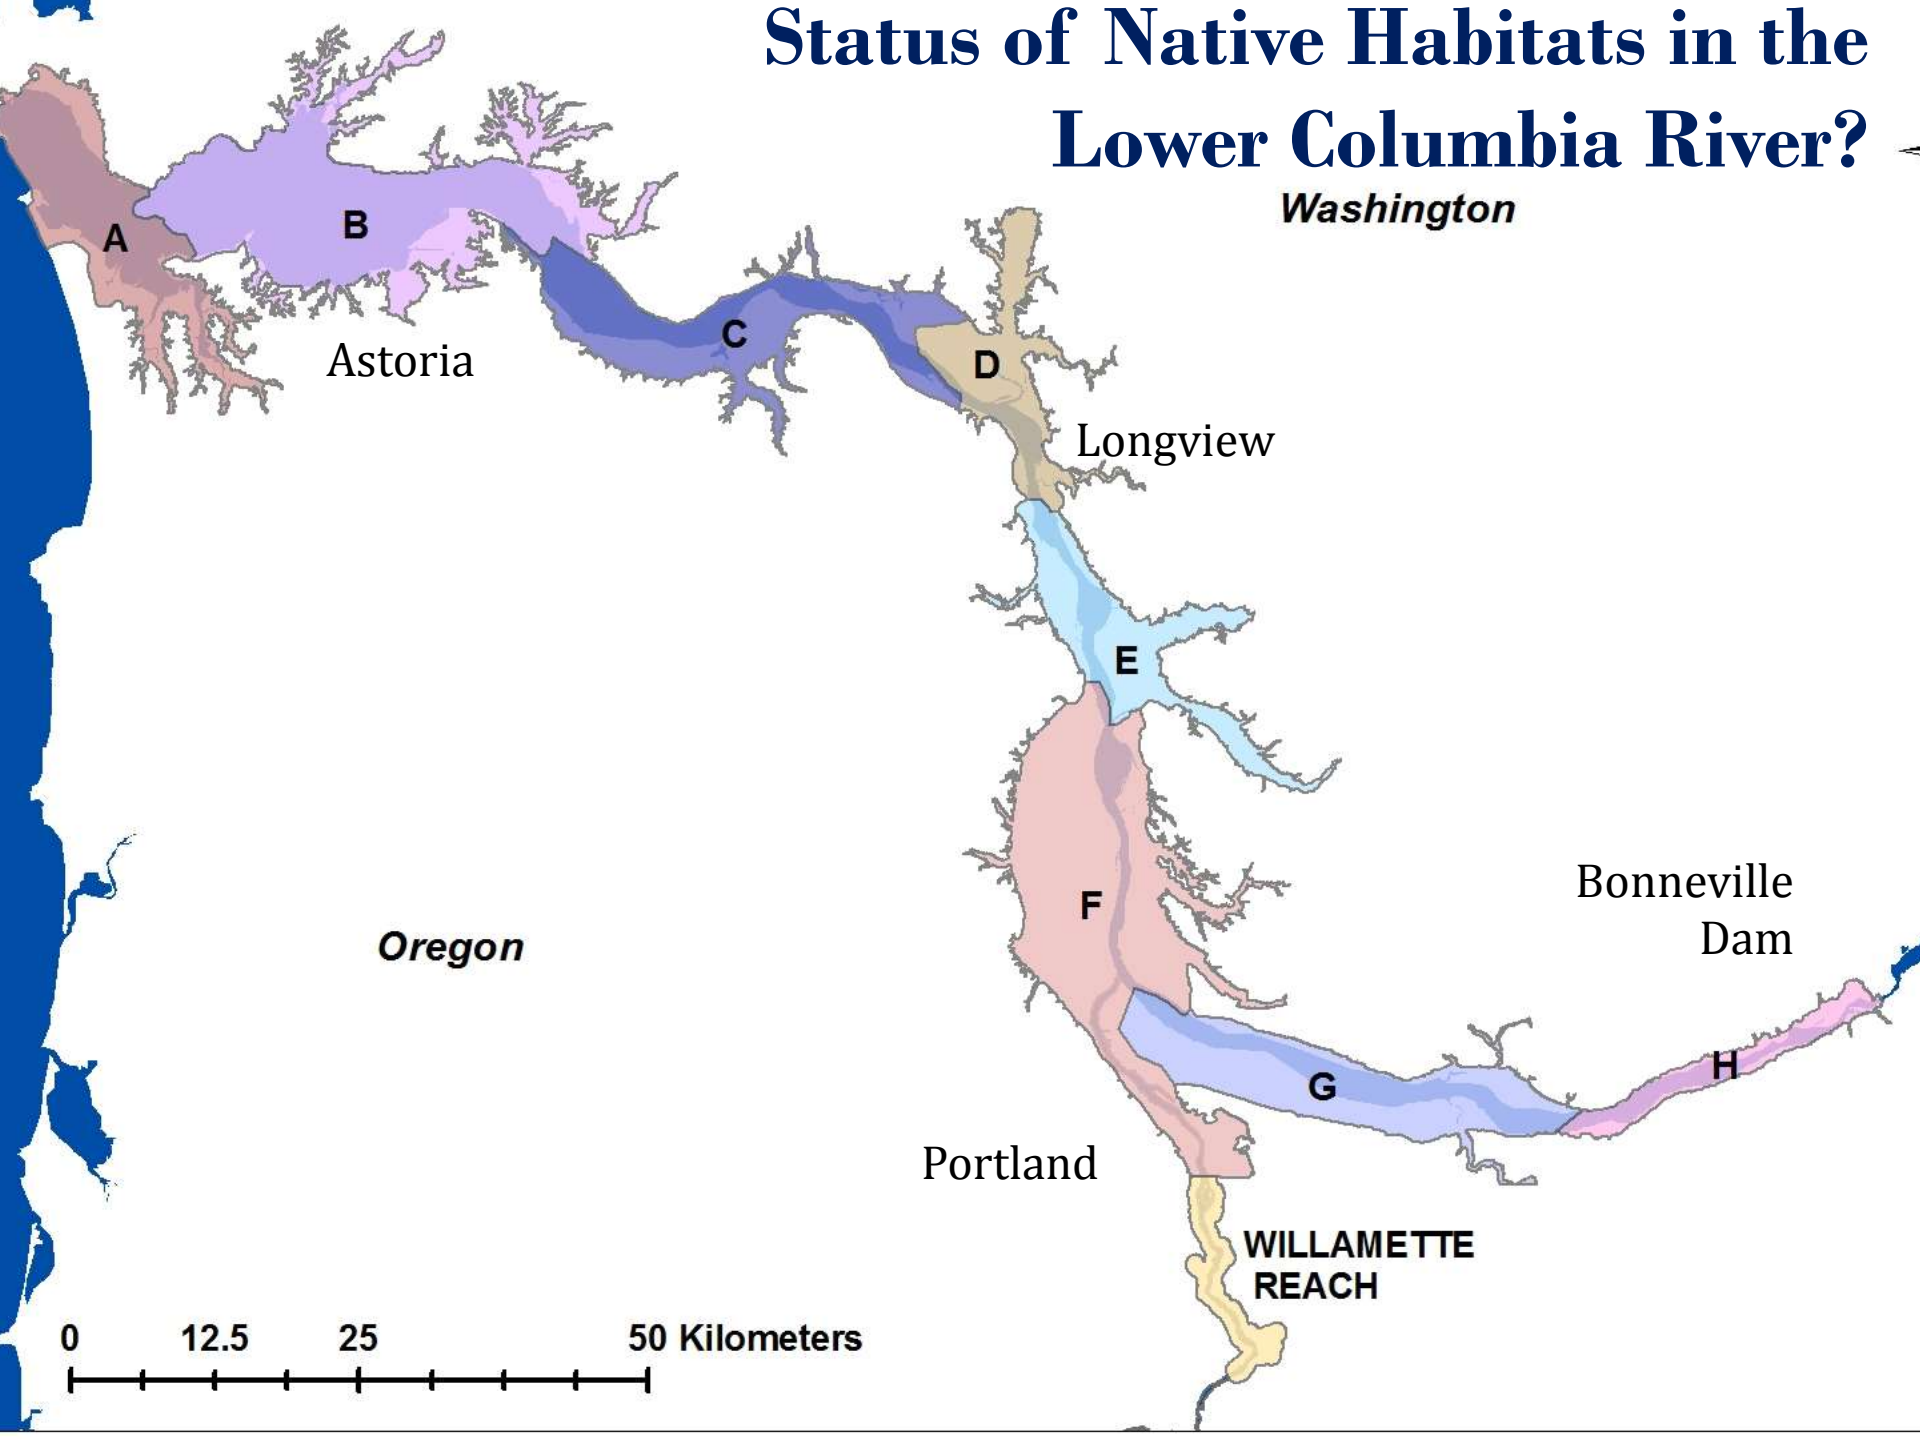 Status of Native Habitats in the
Lower Columbia River?
Washington
A
B
C
D
Astoria
Longview
E
F
Bonneville
Dam
Oregon
G
H
Portland
WILLAMETTE
REACH
0 12.5 25 50 Kilometers